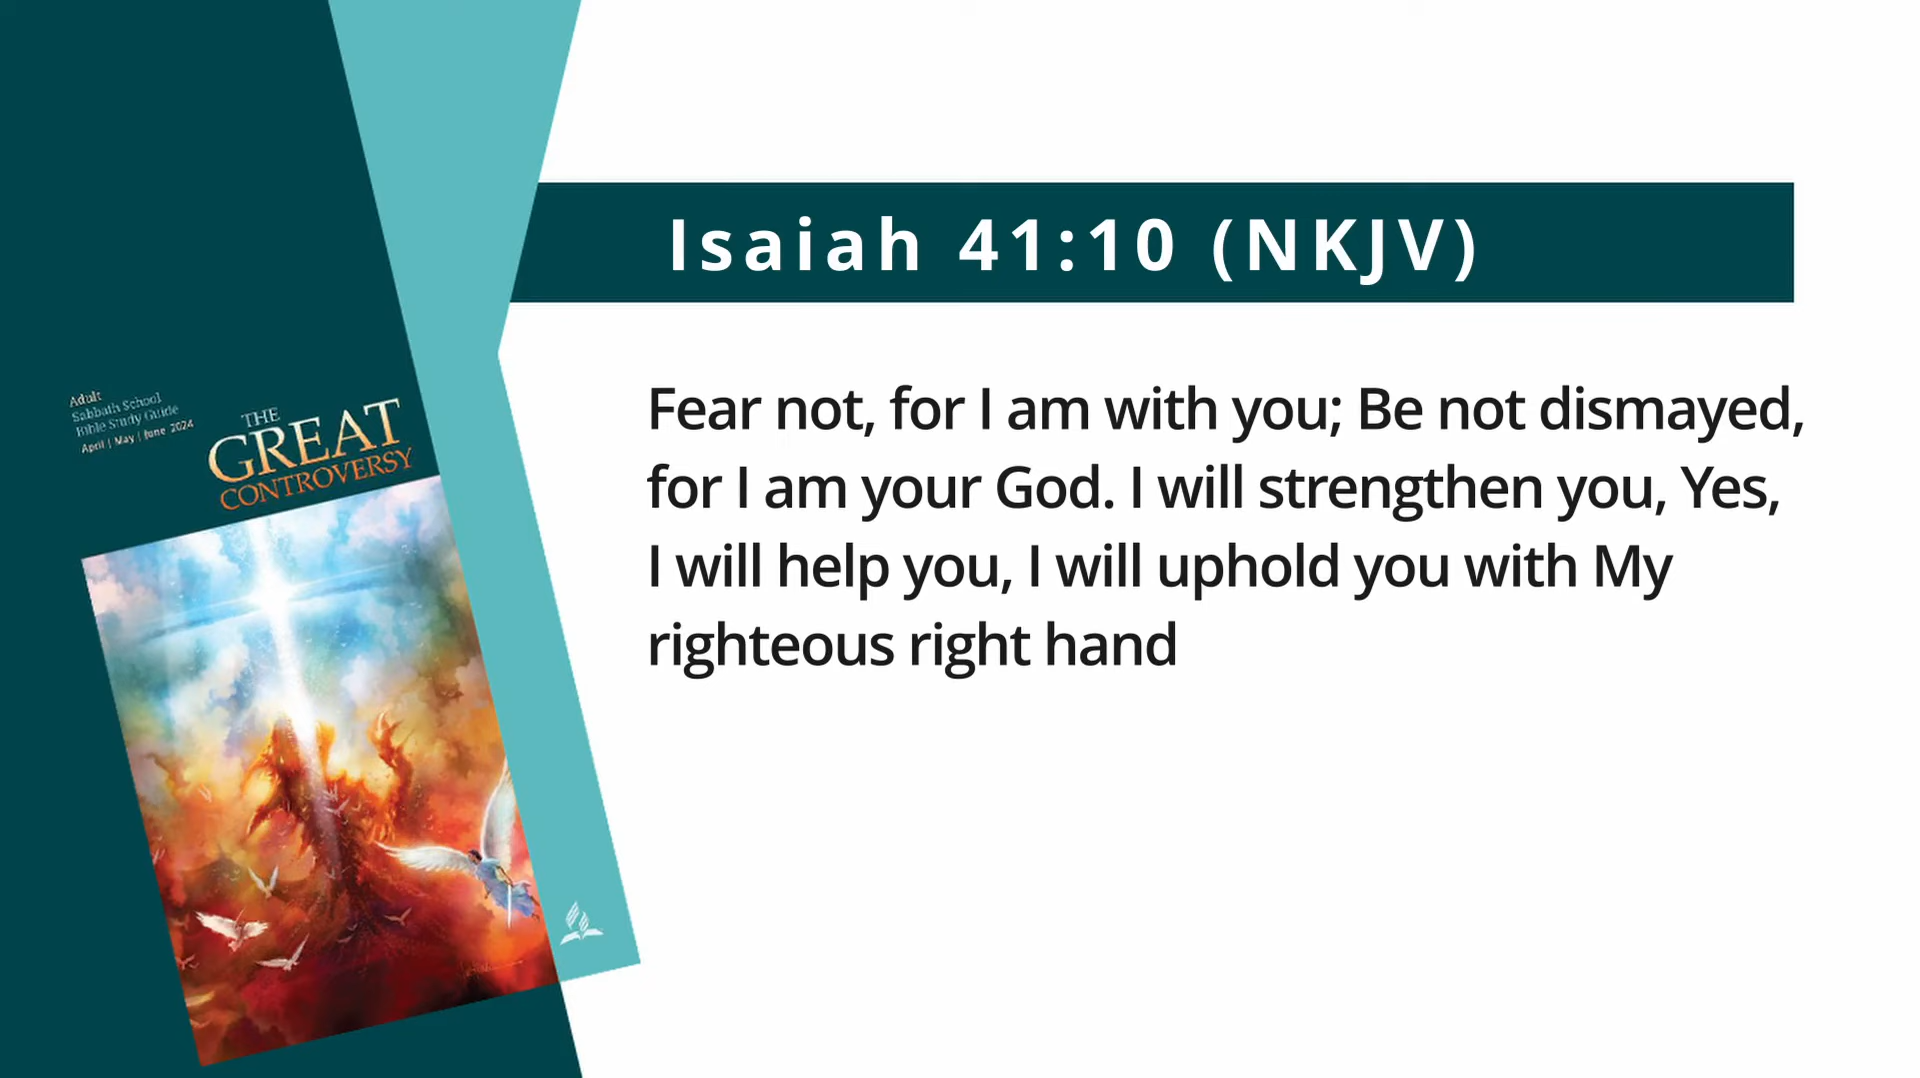 Isaiah 41:10 (NKJV)
Fear not, for I am with you; Be not dismayed,
for I am your God. I will strengthen you, Yes,
I will help you, I will uphold you with My
righteous right hand
Adult
Sabbath School
Bible Study Guide
April | May | June 2024
THE
GREAT
CONTROVERSY